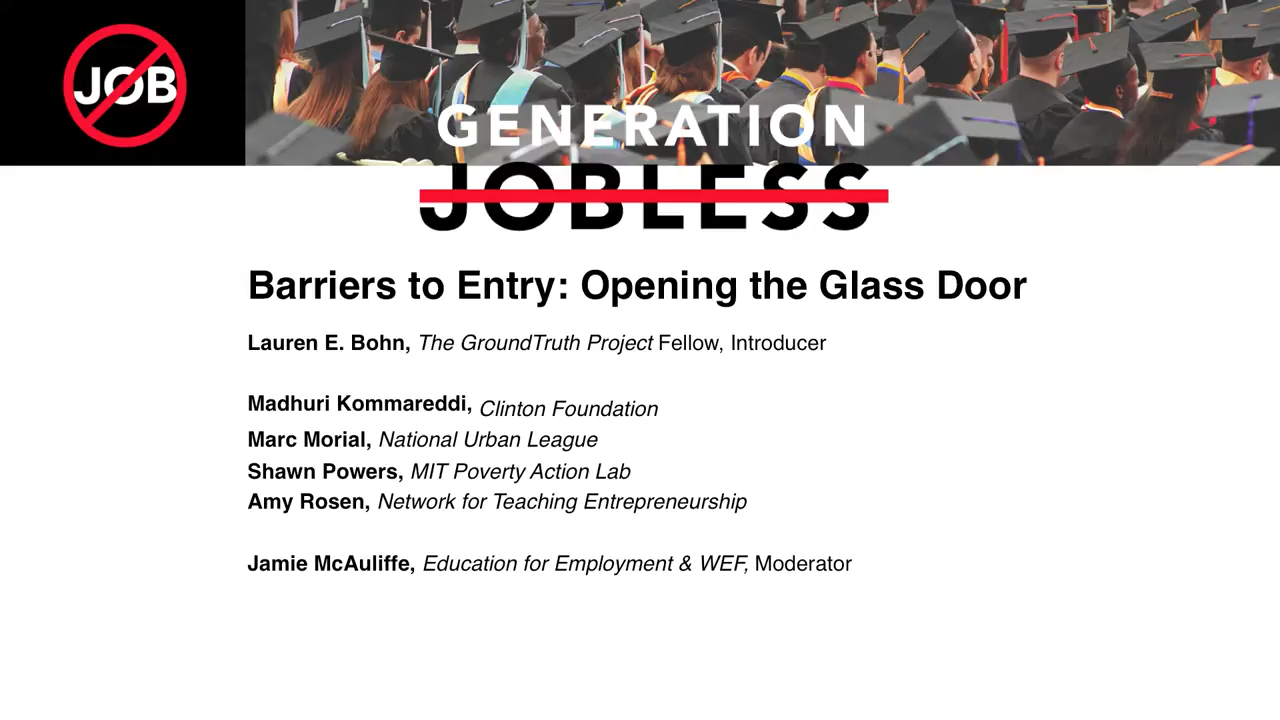 JOB
GENERATION
JOBLESS
Barriers to Entry: Opening the Glass Door
Lauren E. Bohn, The GroundTruth Project Fellow, Introducer
Madhuri Kommareddi, Clinton Foundation
Marc Morial, National Urban League
Shawn Powers, MIT Poverty Action Lab
Amy Rosen, Network for Teaching Entrepreneurship
Jamie McAuliffe, Education for Employment & WEF, Moderator